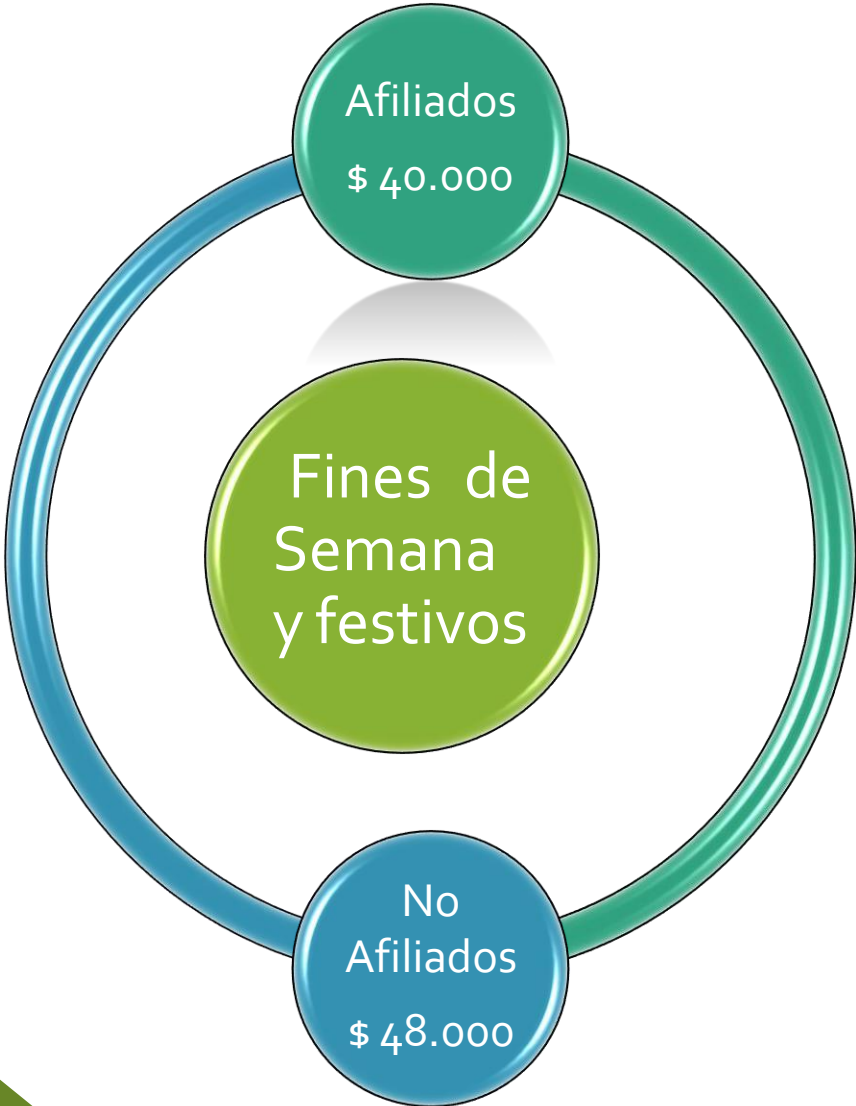 Afiliados
$ 40.000
Fines de
Semana
y festivos
No
Afiliados
$ 48.000